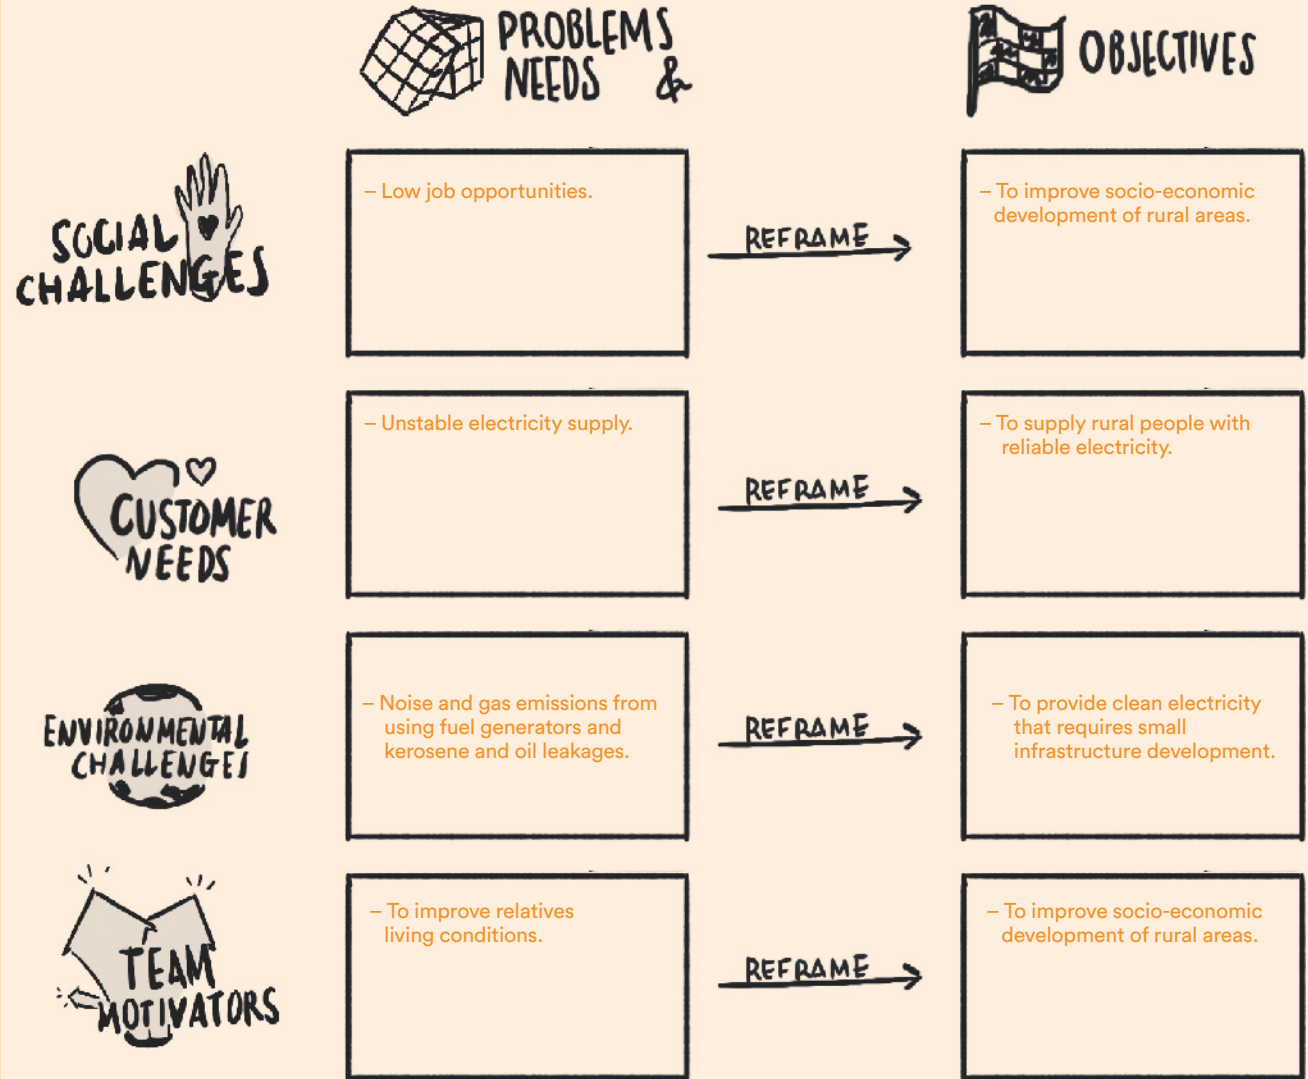 PROBLEMS
NEEDS &
OBJECTIVES
SOCIAL
CHALLENGES
– Low job opportunities.
REFRAME
– To improve socio-economic
development of rural areas.
CUSTOMER
NEEDS
– Unstable electricity supply.
REFRAME
– To supply rural people with
reliable electricity.
ENVIRONMENTAL
CHALLENGES
– Noise and gas emissions from
using fuel generators and
kerosene and oil leakages.
REFRAME
– To provide clean electricity
that requires small
infrastructure development.
TEAM
MOTIVATORS
– To improve relatives
living conditions.
REFRAME
– To improve socio-economic
development of rural areas.